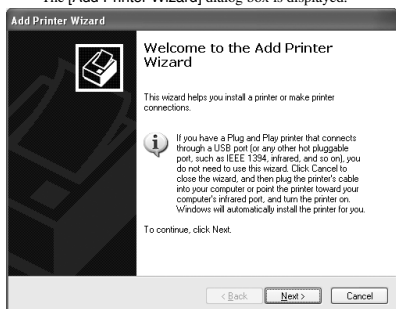 The [Add Printer Wizard] dialog box is displayed.
Add Printer Wizard
Welcome to the Add Printer
Wizard
This wizard helps you install a printer or make printer
connections.
If you have a Plug and Play printer that connects
through a USB port (or any other hot pluggable
port, such as IEEE 1394, infrared, and so on), you
do not need to use this wizard. Click Cancel to
close the wizard, and then plug the printer's cable
into your computer or point the printer toward your
computer's infrared port, and turn the printer on.
Windows will automatically install the printer for you.
To continue, click Next.
< Back Next > Cancel